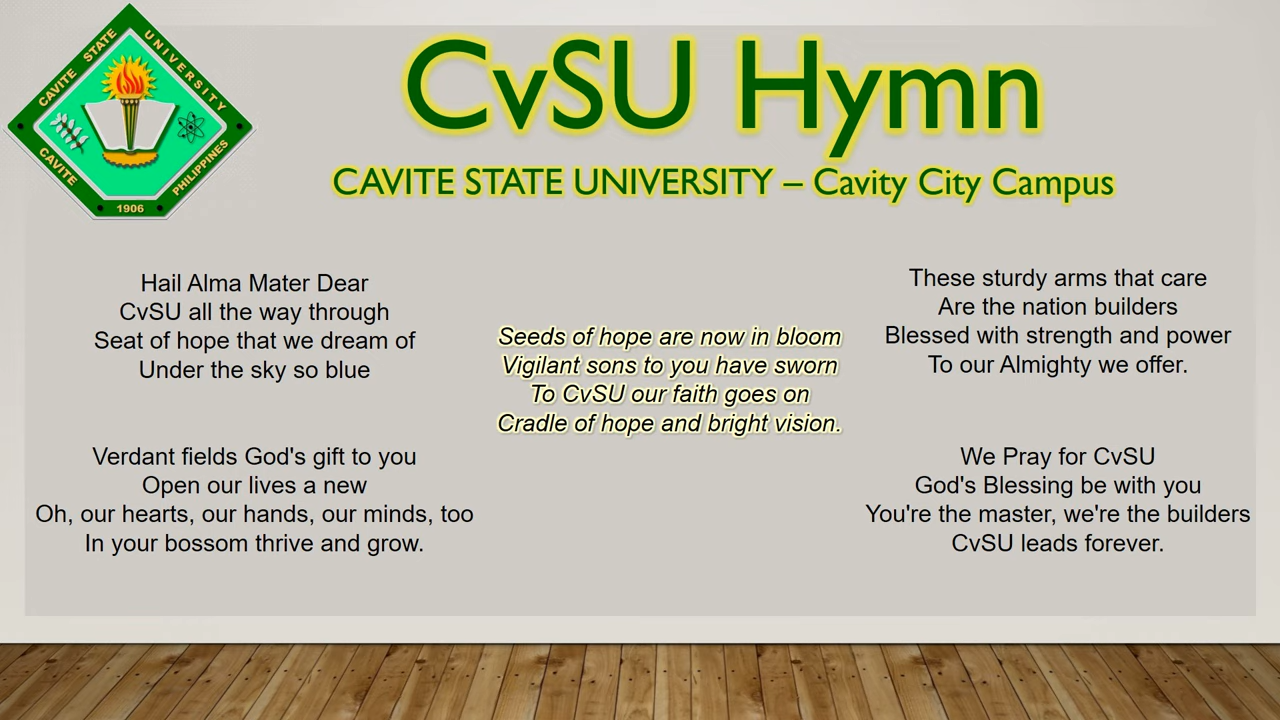 CAVITE STATE UNIVERSITY
CAVITE PHILIPPINES
1906
CvSU Hymn
CAVITE STATE UNIVERSITY – Cavity City Campus
Hail Alma Mater Dear
CvSU all the way through
Seat of hope that we dream of
Under the sky so blue
Verdant fields God's gift to you
Open our lives a new
Oh, our hearts, our hands, our minds, too
In your bossom thrive and grow.
Seeds of hope are now in bloom
Vigilant sons to you have sworn
To CvSU our faith goes on
Cradle of hope and bright vision.
These sturdy arms that care
Are the nation builders
Blessed with strength and power
To our Almighty we offer.
We Pray for CvSU
God's Blessing be with you
You're the master, we're the builders
CvSU leads forever.